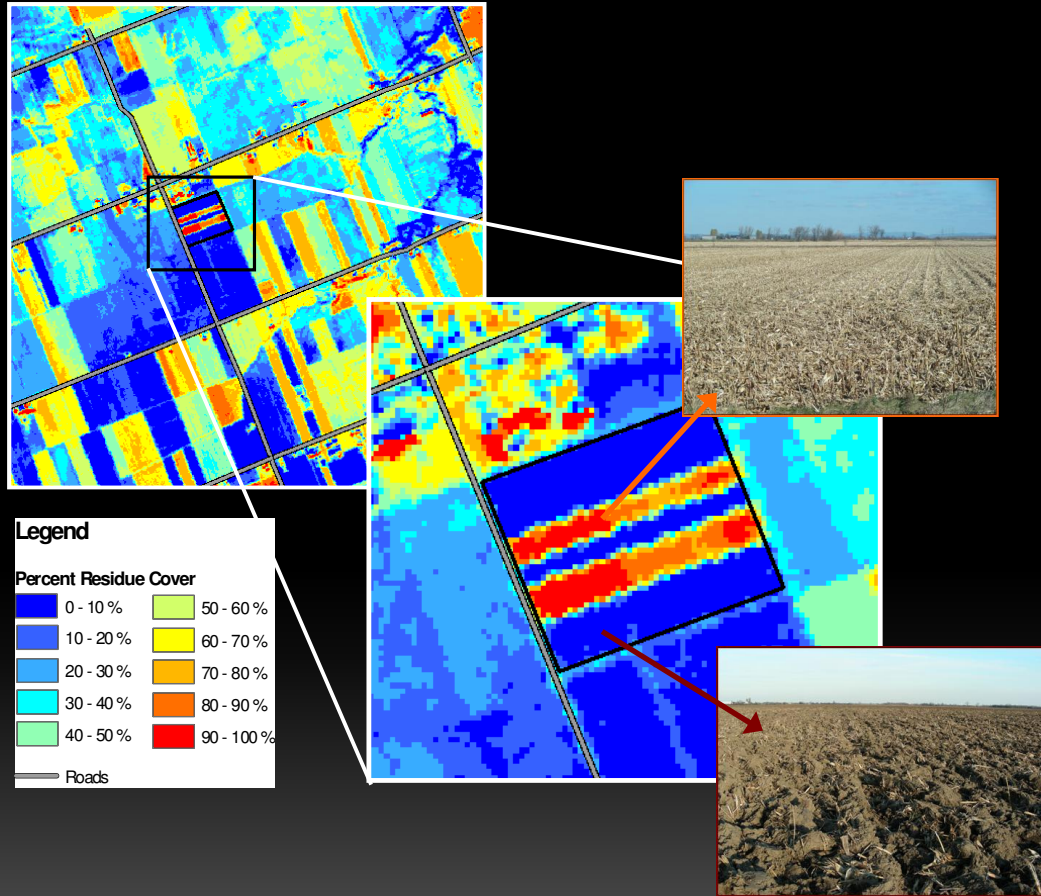 Legend
Percent Residue Cover
0 - 10 %
10 - 20 %
20 - 30 %
30 - 40 %
40 - 50 %
50 - 60 %
60 - 70 %
70 - 80 %
80 - 90 %
90 - 100 %
Roads